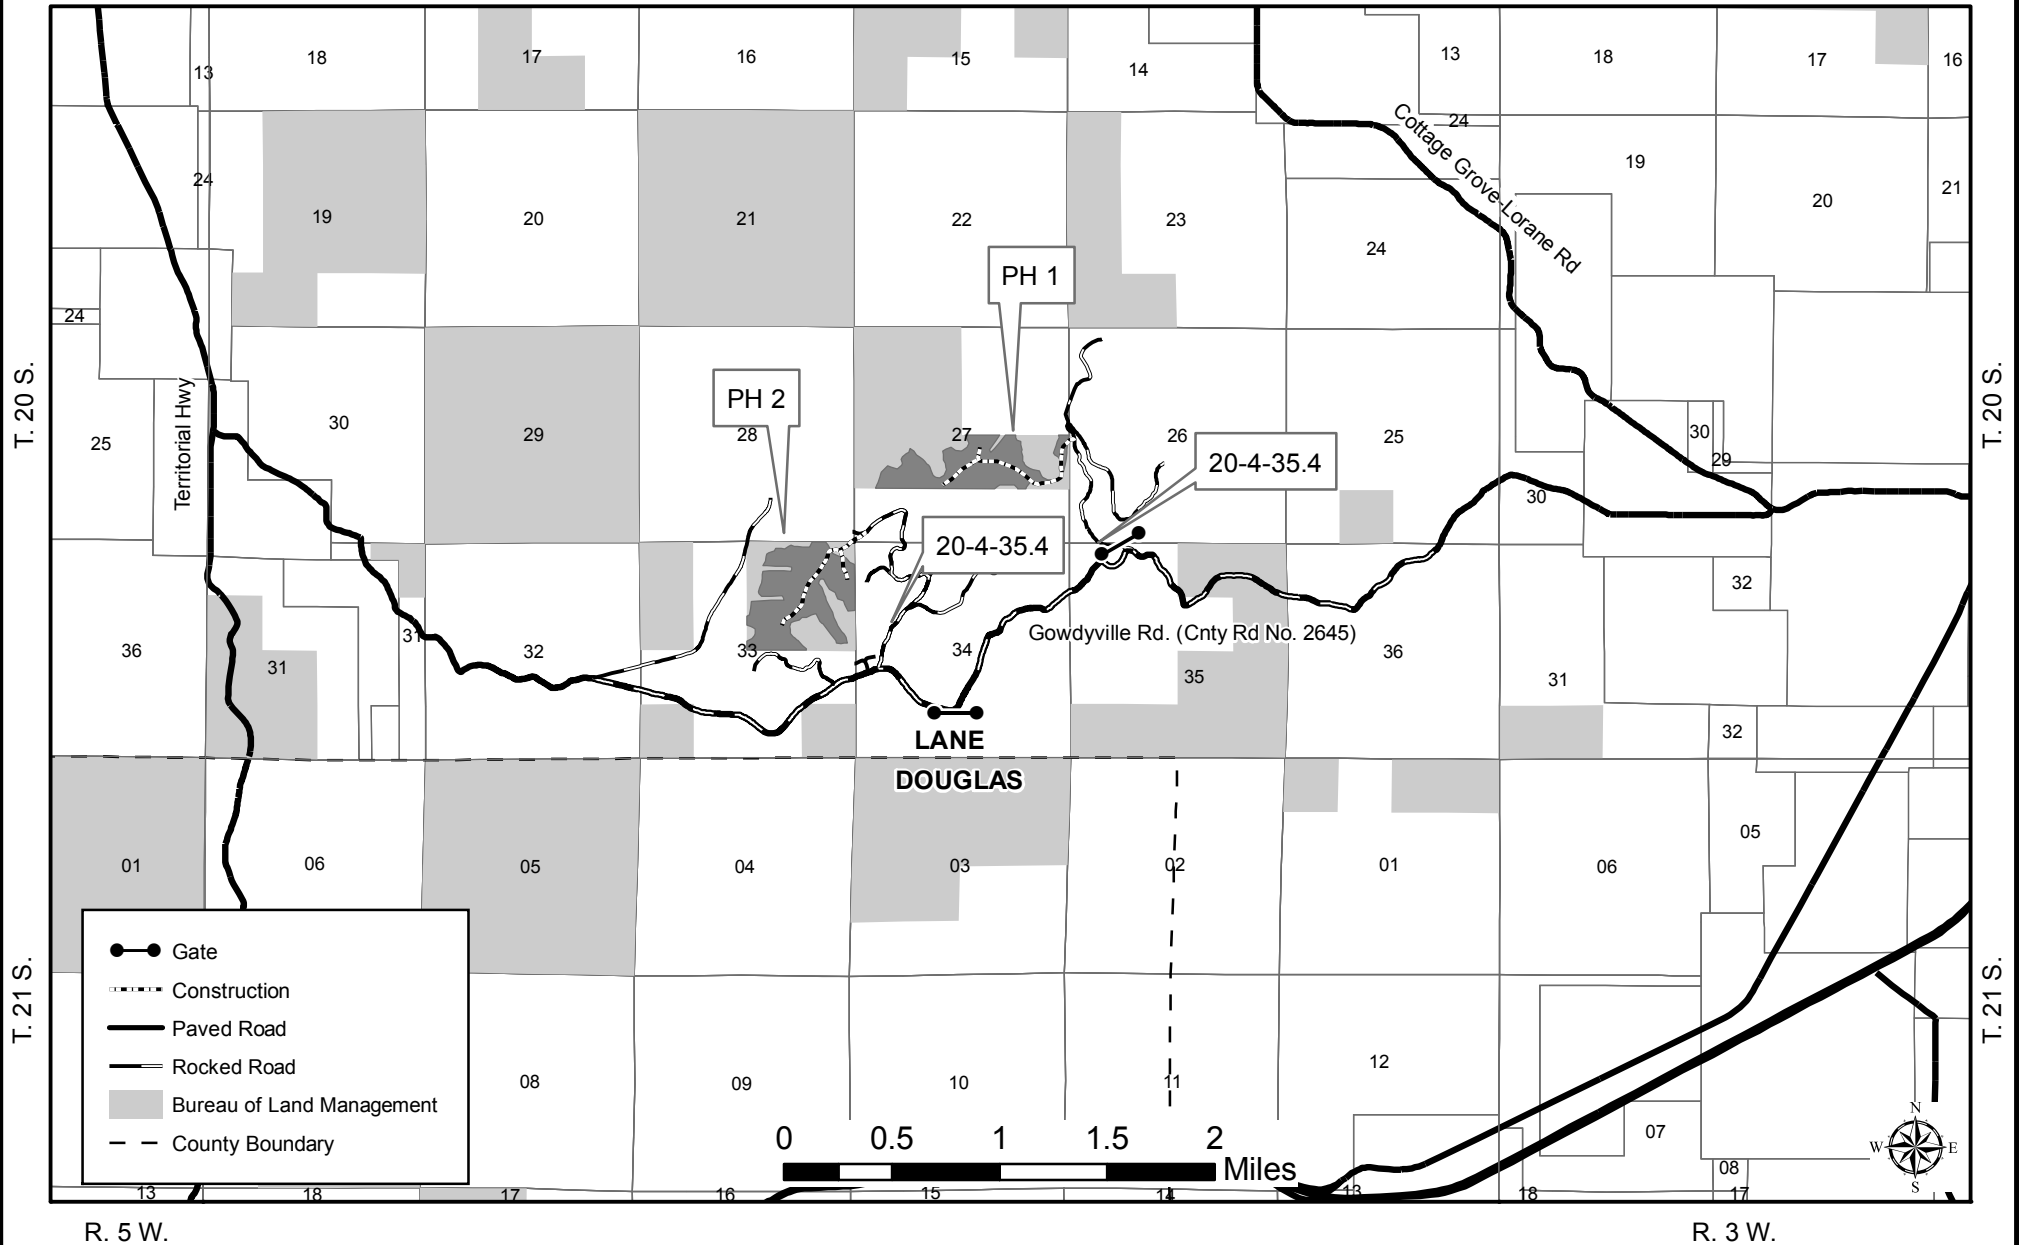 18
17
16
15
14
13
18
17
16
13
24
19
20
21
22
23
24
24
19
20
21
Cottage Grove-Lorane Rd
PH 1
24
T. 20 S.
T. 20 S.
Territorial Hwy
25
30
29
PH 2
28
27
26
20-4-35.4
25
30
29
30
20-4-35.4
36
31
31
32
33
34
Gowdyville Rd. (Cnty Rd No. 2645)
35
36
31
32
32
LANE
DOUGLAS
01
06
05
04
03
02
01
06
05
T. 21 S.
T. 21 S.
Gate
Construction
Paved Road
Rocked Road
Bureau of Land Management
County Boundary
08
09
10
11
12
07
08
0 0.5 1 1.5 2
Miles
N
W E
S
13
18
17
16
15
14
13
18
17
R. 5 W.
R. 3 W.